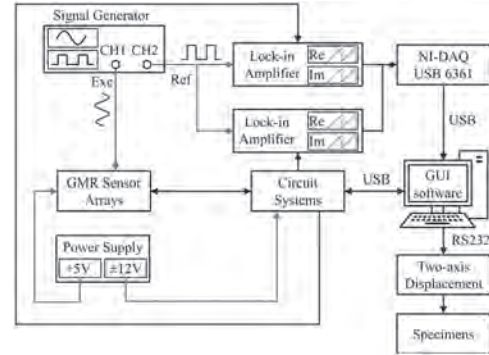 Signal Generator
CH1 CH2
Exc
Ref
Lock-in
Amplifier
Re
Im
Lock-in
Amplifier
Re
Im
NI-DAQ
USB 6361
USB
GMR Sensor
Arrays
Circuit
Systems
USB
GUI
software
RS232
Power Supply
+5V ±12V
Two-axis
Displacement
Specimens